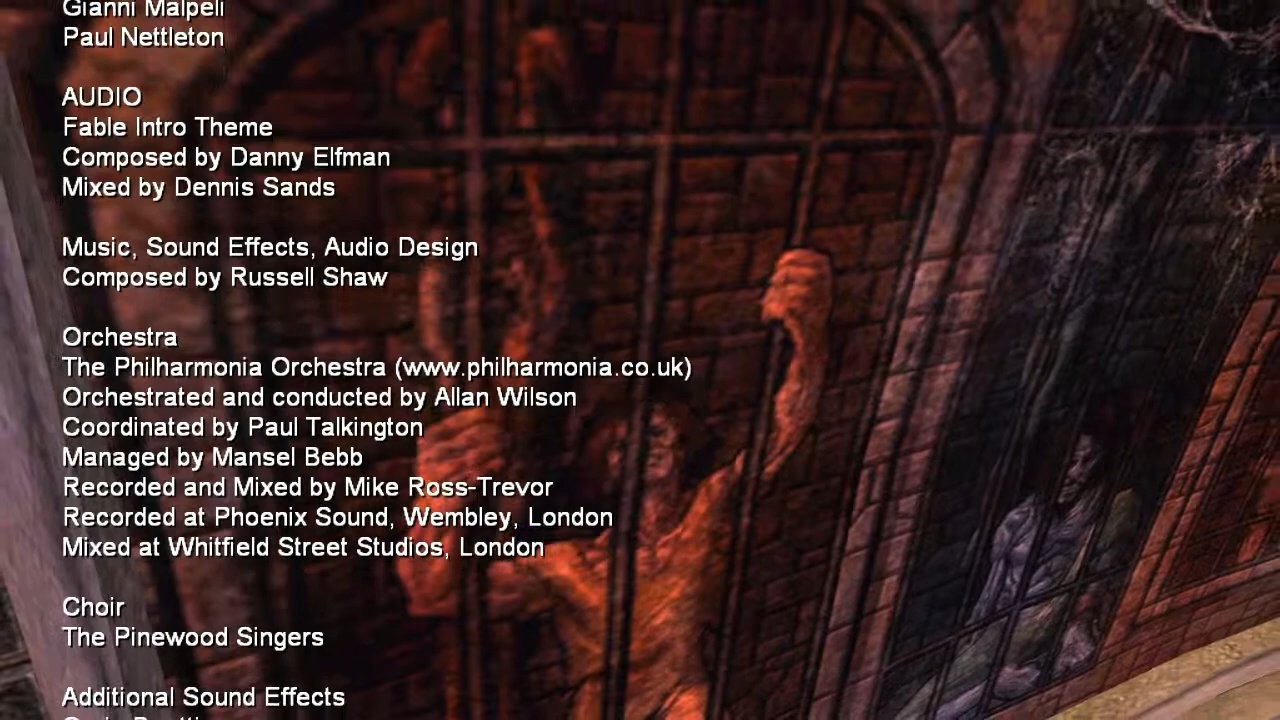 Gianni Malpeli
Paul Nettleton
AUDIO
Fable Intro Theme
Composed by Danny Elfman
Mixed by Dennis Sands
Music, Sound Effects, Audio Design
Composed by Russell Shaw
Orchestra
The Philharmonia Orchestra (www.philharmonia.co.uk)
Orchestrated and conducted by Allan Wilson
Coordinated by Paul Talkington
Managed by Mansel Bebb
Recorded and Mixed by Mike Ross-Trevor
Recorded at Phoenix Sound, Wembley, London
Mixed at Whitfield Street Studios, London
Choir
The Pinewood Singers
Additional Sound Effects